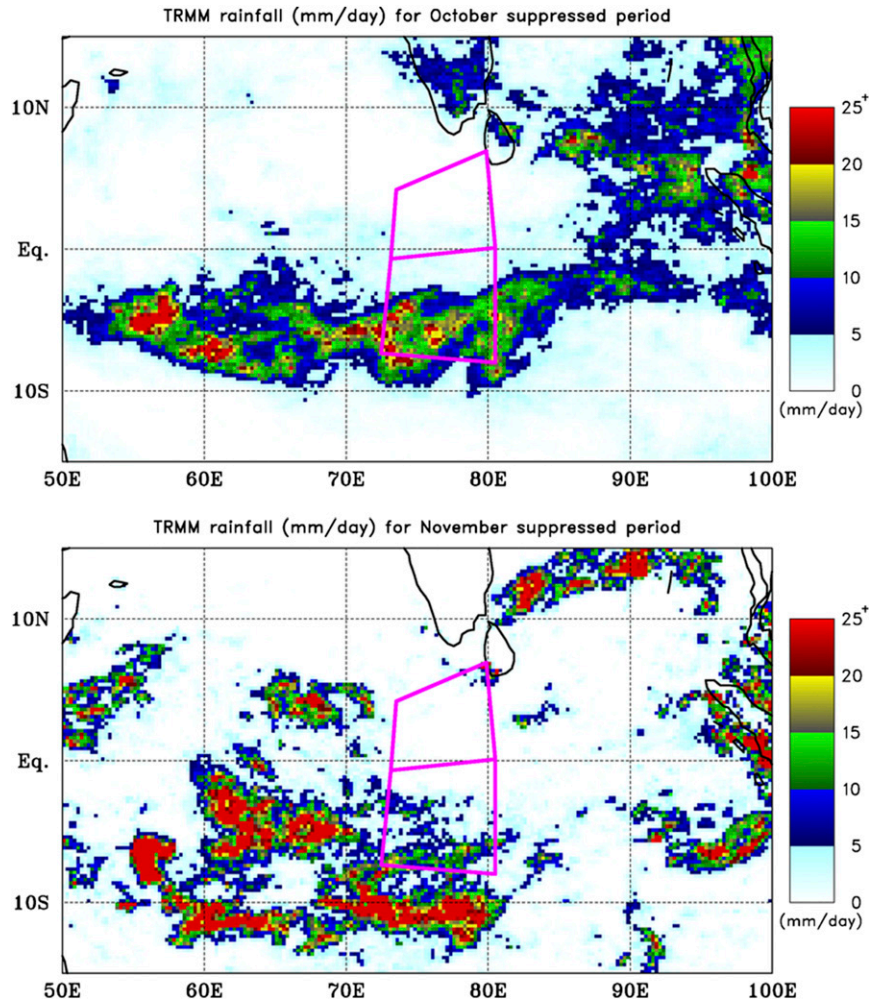 TRMM rainfall (mm/day) for October suppressed period
10N
Eq.
10S
50E 60E 70E 80E 90E 100E
25+
20
15
10
5
0
(mm/day)
TRMM rainfall (mm/day) for November suppressed period
10N
Eq.
10S
50E 60E 70E 80E 90E 100E
25+
20
15
10
5
0
(mm/day)